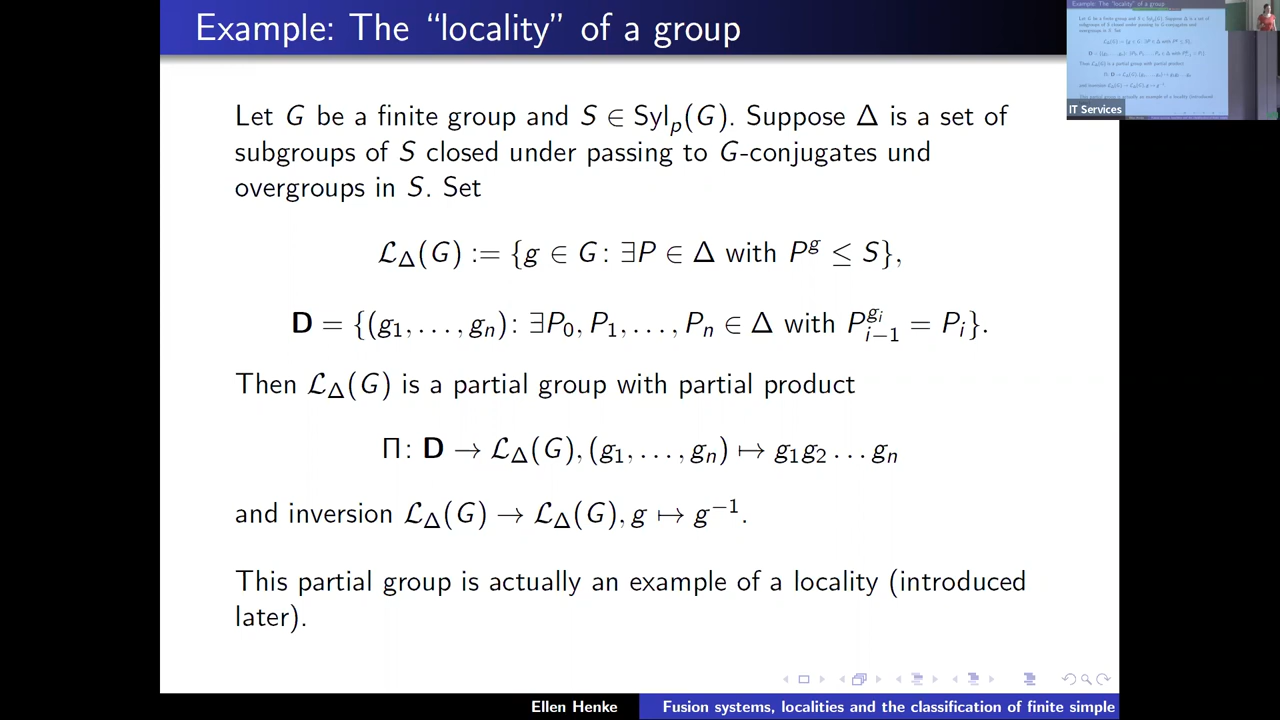 Example: The “locality” of a group
Let G be a finite group and S ∈ Syl_p(G). Suppose Δ is a set of
subgroups of S closed under passing to G-conjugates und
overgroups in S. Set
ℒ_Δ(G) := {g ∈ G: ∃P ∈ Δ with P^g ≤ S},
D = {(g_1, …, g_n): ∃P_0, P_1, …, P_n ∈ Δ with P_{i−1}^{g_i} = P_i}.
Then ℒ_Δ(G) is a partial group with partial product
Π: D → ℒ_Δ(G), (g_1, …, g_n) ↦ g_1g_2 … g_n
and inversion ℒ_Δ(G) → ℒ_Δ(G), g ↦ g^{−1}.
This partial group is actually an example of a locality (introduced
later).
Ellen Henke
Fusion systems, localities and the classification of finite simple
IT Services